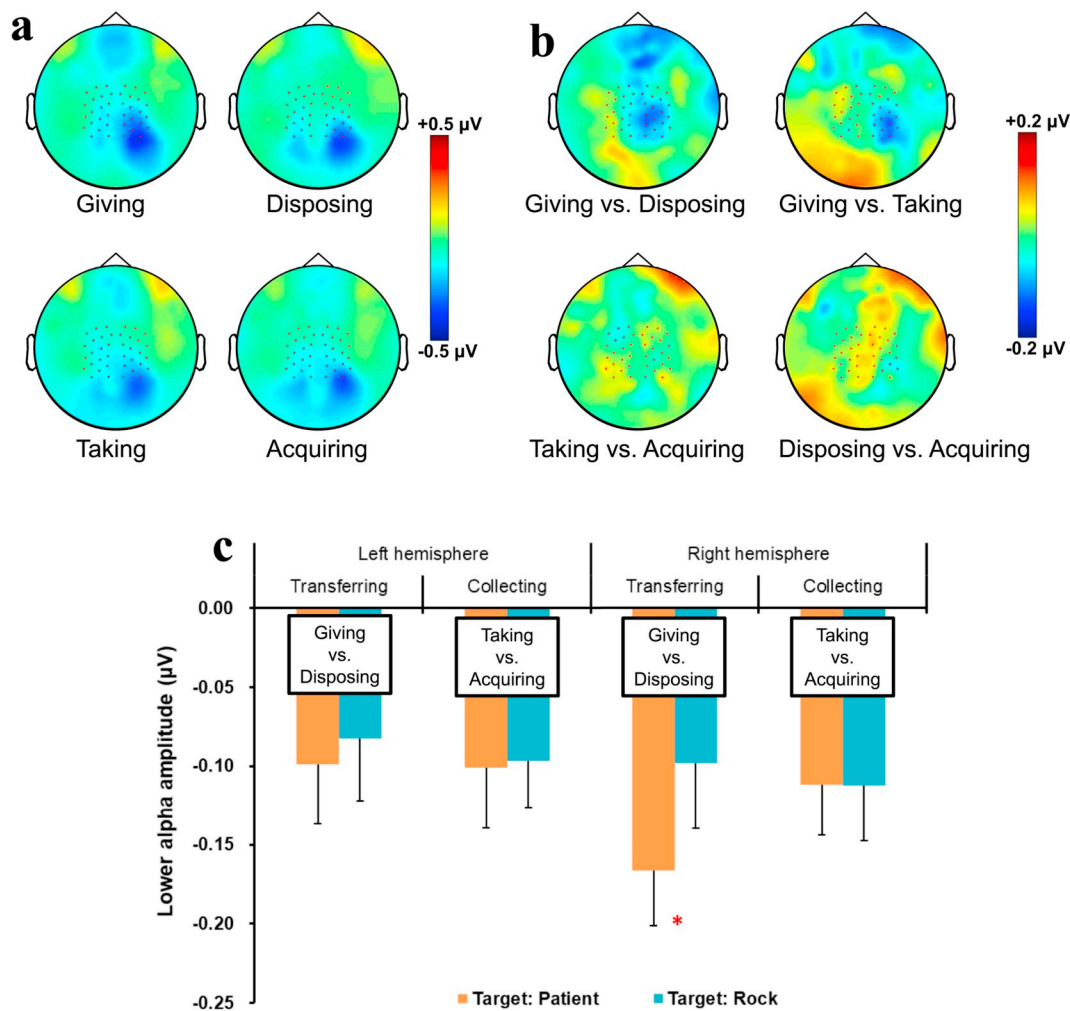 a
b
+0.5 µV
-0.5 µV
Giving
Disposing
Taking
Acquiring
+0.2 µV
-0.2 µV
Giving vs. Disposing
Giving vs. Taking
Taking vs. Acquiring
Disposing vs. Acquiring
c
Left hemisphere
Right hemisphere
Transferring
Collecting
Transferring
Collecting
Giving
vs.
Disposing
Taking
vs.
Acquiring
Giving
vs.
Disposing
Taking
vs.
Acquiring
Lower alpha amplitude (µV)
0.00
-0.05
-0.10
-0.15
-0.20
-0.25
*
Target: Patient
Target: Rock